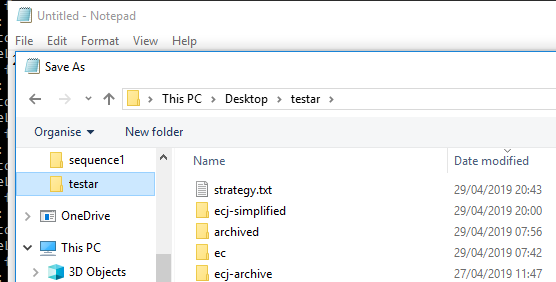 Untitled - Notepad
File Edit Format View Help
Save As
This PC Desktop testar
Organise New folder
Name Date modified
sequence1
testar
OneDrive
This PC
3D Objects
strategy.txt 29/04/2019 20:43
ecj-simplified 29/04/2019 20:00
archived 29/04/2019 07:56
ec 29/04/2019 07:42
ecj-archive 27/04/2019 11:47